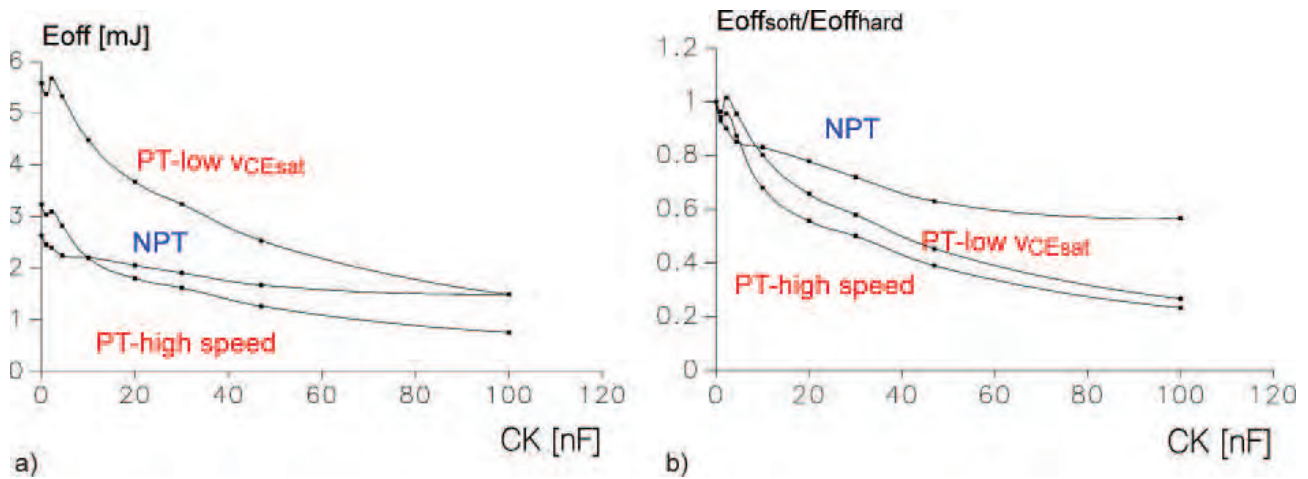 Eoff [mJ]
6
5
4
3
2
1
0
PT-low vCEsat
NPT
PT-high speed
0 20 40 60 80 100 120
CK [nF]
a)
Eoffsoft/Eoffhard
1.2
1
0.8
0.6
0.4
0.2
0
NPT
PT-low vCEsat
PT-high speed
0 20 40 60 80 100 120
CK [nF]
b)